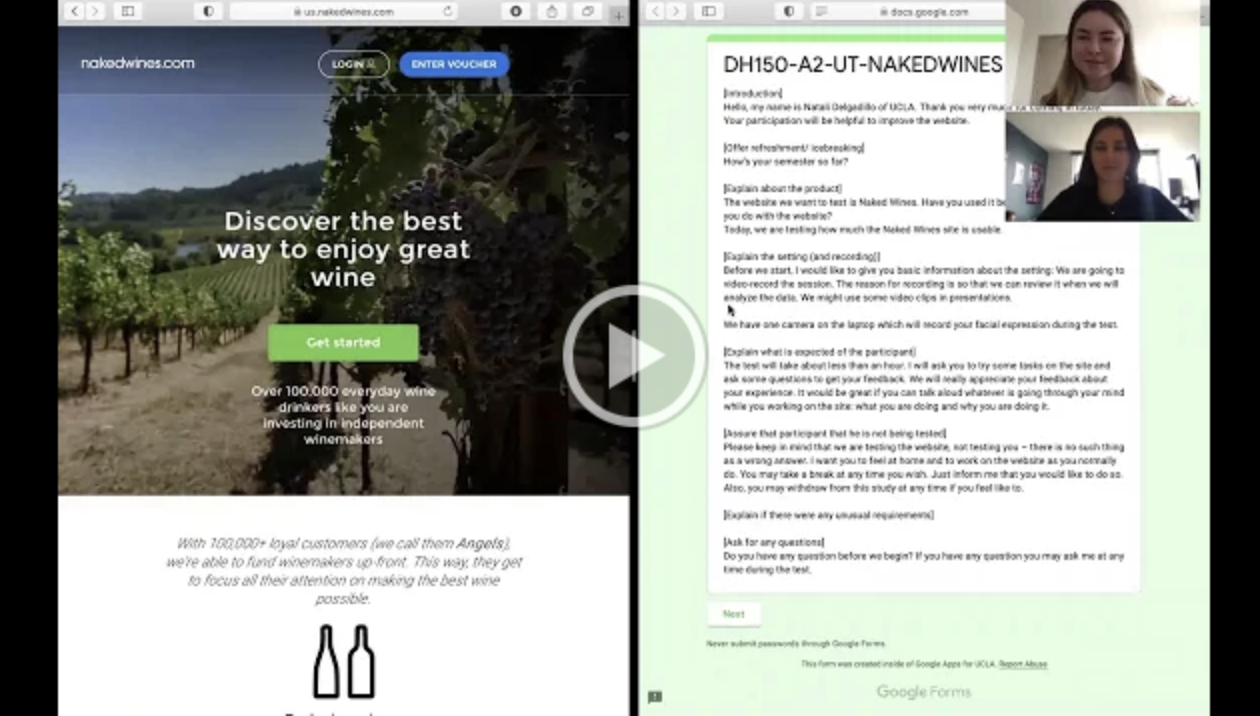 us.nakedwines.com
nakedwines.com
LOGIN
ENTER VOUCHER
Discover the best
way to enjoy great
wine
Get started
Over 100,000 everyday wine
drinkers like you are
investing in independent
winemakers
With 100,000+ loyal customers (we call them Angels),
we're able to fund winemakers up-front. This way, they get
to focus all their attention on making the best wine
possible.
docs.google.com
DH150-A2-UT-NAKEDWINES
[Introduction]
Hello, my name is Natali Delgadillo of UCLA. Thank you very much
Your participation will be helpful to improve the website.
[Offer refreshment/ icebreaking]
How's your semester so far?
[Explain about the product]
The website we want to test is Naked Wines. Have you used it
you do with the website?
Today, we are testing how much the Naked Wines site is usable.
[Explain the setting (and recording)]
Before we start, I would like to give you basic information about the setting: We are going to
video-record the session. The reason for recording is so that we can review it when we will
analyze the data. We might use some video clips in presentations.
We have one camera on the laptop which will record your facial expression during the test.
[Explain what is expected of the participant]
The test will take about less than an hour. I will ask you to try some tasks on the site and
ask some questions to get your feedback. We will really appreciate your feedback about
your experience. It would be great if you can talk aloud whatever is going through your mind
while you working on the site: what you are doing and why you are doing it.
[Assure that participant that he is not being tested]
Please keep in mind that we are testing the website, not testing you – there is no such thing
as a wrong answer. I want you to feel at home and to work on the website as you normally
do. You may take a break at any time you wish. Just inform me that you would like to do so.
Also, you may withdraw from this study at any time if you feel like to.
[Explain if there were any unusual requirements]
[Ask for any questions]
Do you have any question before we begin? If you have any question you may ask me at any
time during the test.
Next
Never submit passwords through Google Forms.
This form was created inside of Google Apps for UCLA. Report Abuse
Google Forms